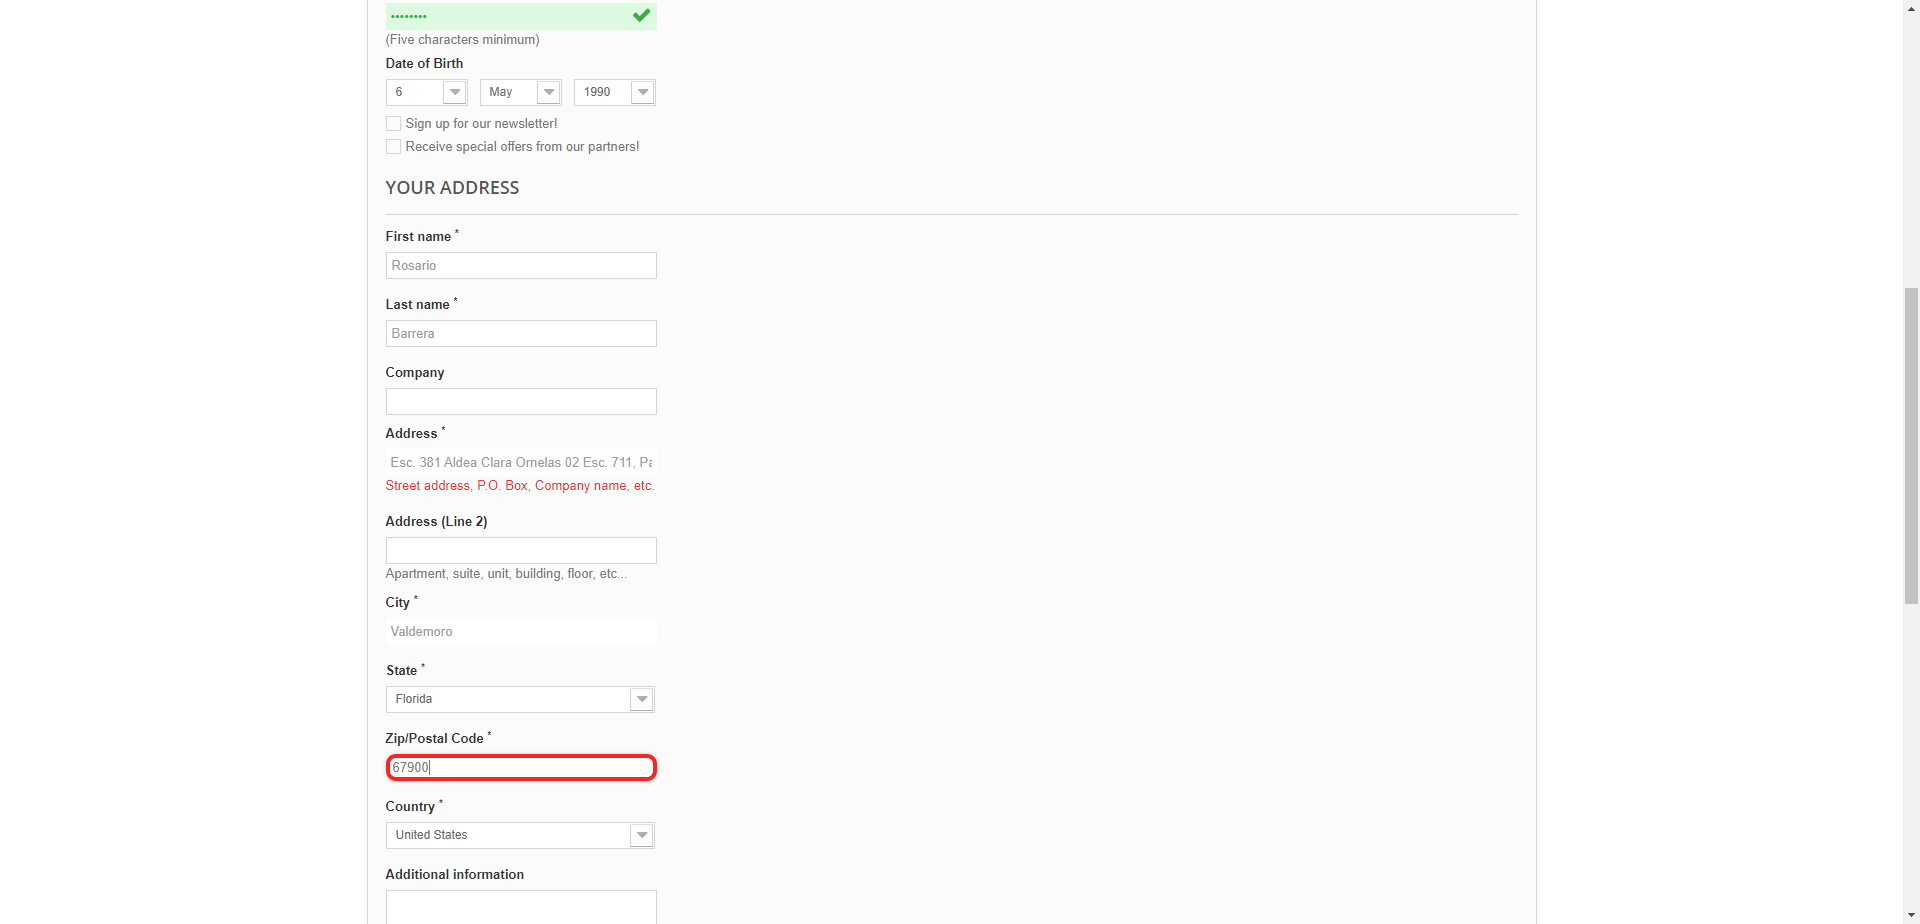 ••••••••
(Five characters minimum)
Date of Birth
6 May 1990
Sign up for our newsletter!
Receive special offers from our partners!
YOUR ADDRESS
First name *
Rosario
Last name *
Barrera
Company
Address *
Esc. 381 Aldea Clara Ornelas 02 Esc. 711, Pa
Street address, P.O. Box, Company name, etc.
Address (Line 2)
Apartment, suite, unit, building, floor, etc...
City *
Valdemoro
State *
Florida
Zip/Postal Code *
67900
Country *
United States
Additional information